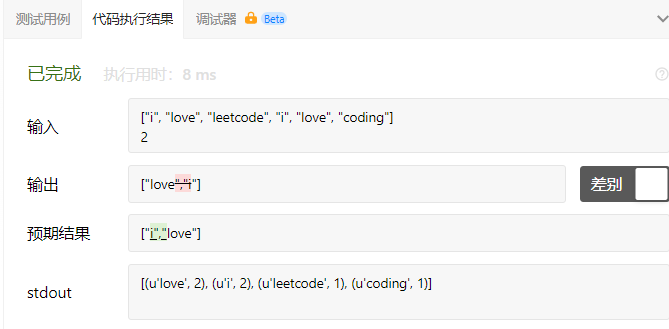 测试用例 代码执行结果 调试器 Beta
已完成 执行用时：8 ms
输入 ["i", "love", "leetcode", "i", "love", "coding"]
2
输出 ["love","i"] 差别
预期结果 ["i","love"]
stdout [(u'love', 2), (u'i', 2), (u'leetcode', 1), (u'coding', 1)]